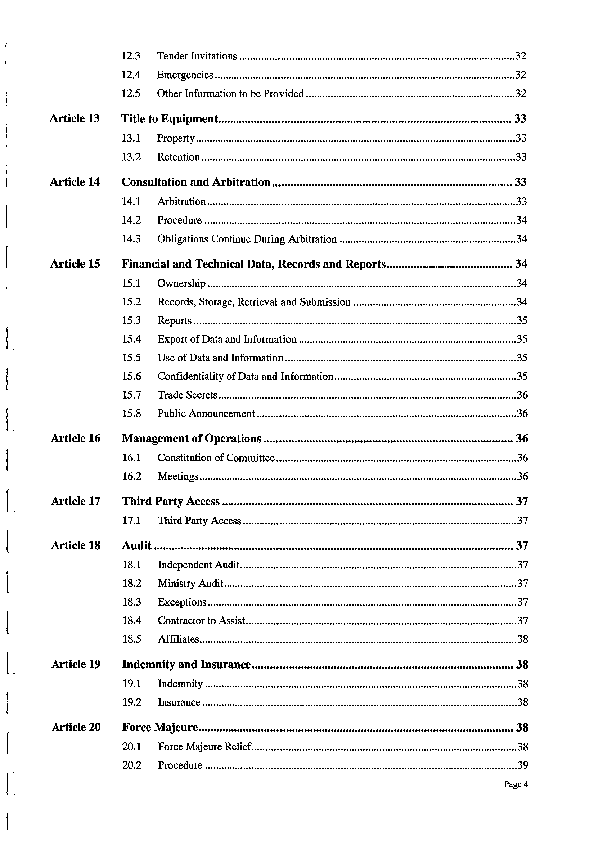 12.3 Tender Invitations 32
12.4 Emergencies 32
12.5 Other Information to be Provided 32
Article 13 Title to Equipment 33
13.1 Property 33
13.2 Retention 33
Article 14 Consultation and Arbitration 33
14.1 Arbitration 33
14.2 Procedure 34
14.3 Obligations Continue During Arbitration 34
Article 15 Financial and Technical Data, Records and Reports 34
15.1 Ownership 34
15.2 Records, Storage, Retrieval and Submission 34
15.3 Reports 35
15.4 Export of Data and Information 35
15.5 Use of Data and Information 35
15.6 Confidentiality of Data and Information 35
15.7 Trade Secrets 36
15.8 Public Announcement 36
Article 16 Management of Operations 36
16.1 Constitution of Committee 36
16.2 Meetings 36
Article 17 Third Party Access 37
17.1 Third Party Access 37
Article 18 Audit 37
18.1 Independent Audit 37
18.2 Ministry Audit 37
18.3 Exceptions 37
18.4 Contractor to Assist 37
18.5 Affiliates 38
Article 19 Indemnity and Insurance 38
19.1 Indemnity 38
19.2 Insurance 38
Article 20 Force Majeure 38
20.1 Force Majeure Relief 38
20.2 Procedure 39
Page 4